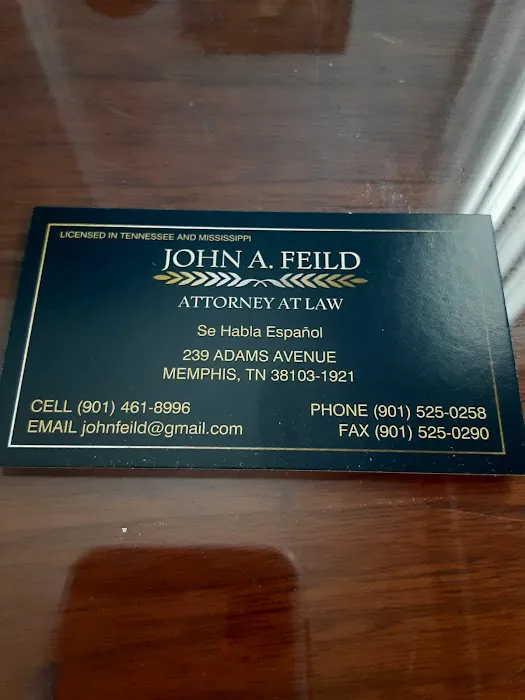 LICENSED IN TENNESSEE AND MISSISSIPPI
JOHN A. FEILD
ATTORNEY AT LAW
Se Habla Español
239 ADAMS AVENUE
MEMPHIS, TN 38103-1921
CELL (901) 461-8996
PHONE (901) 525-0258
EMAIL johnfeild@gmail.com
FAX (901) 525-0290